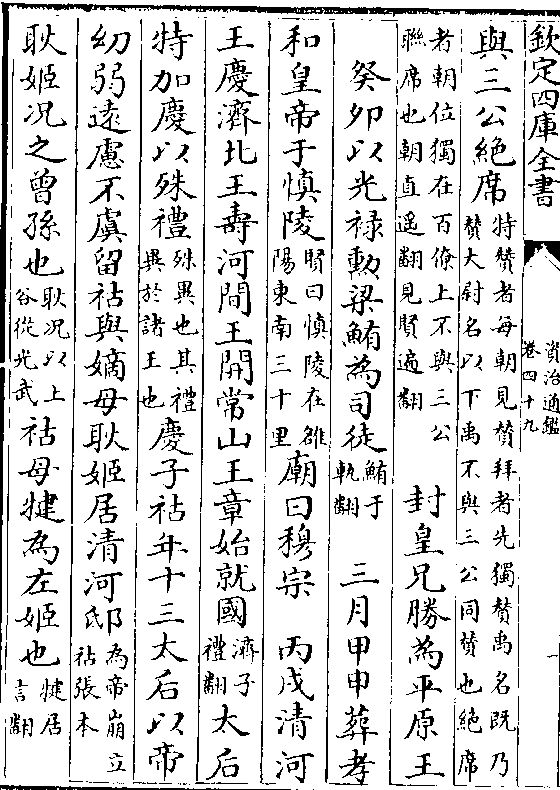 欽定四庫全書
資治通鑑
卷四十九
一
與三公絶席
特賛者每朝見賛拜者先獨賛禹名既乃
賛大尉名以下禹不與三公同賛也絶席
者朝位獨在百僚上不與三公
聯席也朝直遥翻見賢遍翻
封皇兄勝為平原王
癸卯以光禄勲梁鮪為司徒
鮪于
軌翻
三月甲申葬孝
和皇帝于慎陵
賢曰慎陵在雒
陽東南三十里
廟曰穆宗　丙戌清河
王慶濟北王壽河間王開常山王章始就國
濟子
禮翻
太后
特加慶以殊禮
殊異也其禮
異於諸王也
慶子祜年十三太后以帝
幼弱遠慮不虞留祜與嫡母耿姬居清河邸
為帝崩立
祜張本
耿姬况之曾孫也
耿况以上
谷從光武
祜母犍為左姬也
犍居
言翻